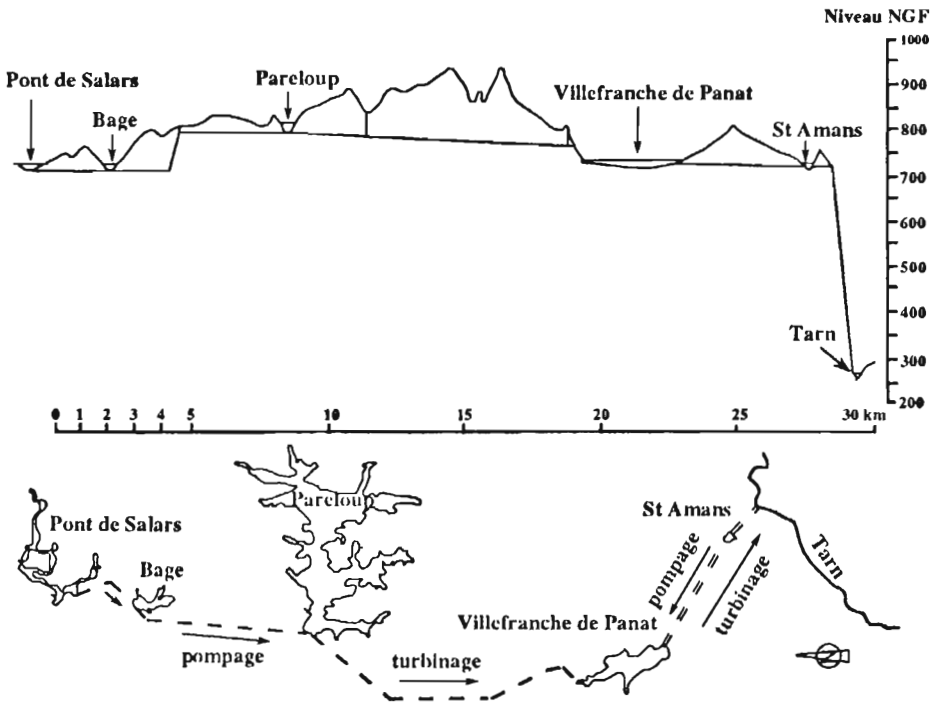 Niveau NGF
1000
900
800
700
600
500
400
300
200
Pont de Salars
Bage
Pareloup
Villefranche de Panat
St Amans
Tarn
0 1 2 3 4 5 10 15 20 25 30 km
Pont de Salars
Bage
Pareloup
St Amans
Tarn
pompage
turbinage
Villefranche de Panat
pompage
turbinage
N